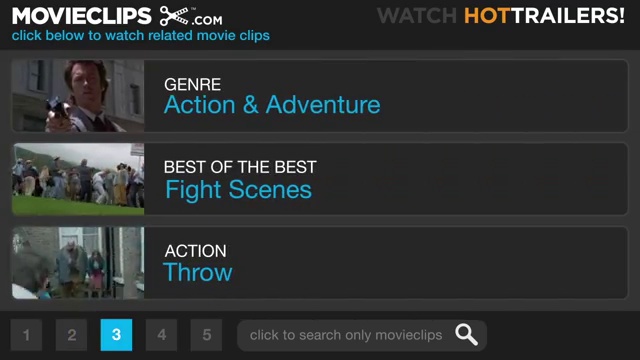 MOVIECLIPS .COM
WATCH HOTTRAILERS!
click below to watch related movie clips
GENRE
Action & Adventure
BEST OF THE BEST
Fight Scenes
ACTION
Throw
1 2 3 4 5 click to search only movieclips